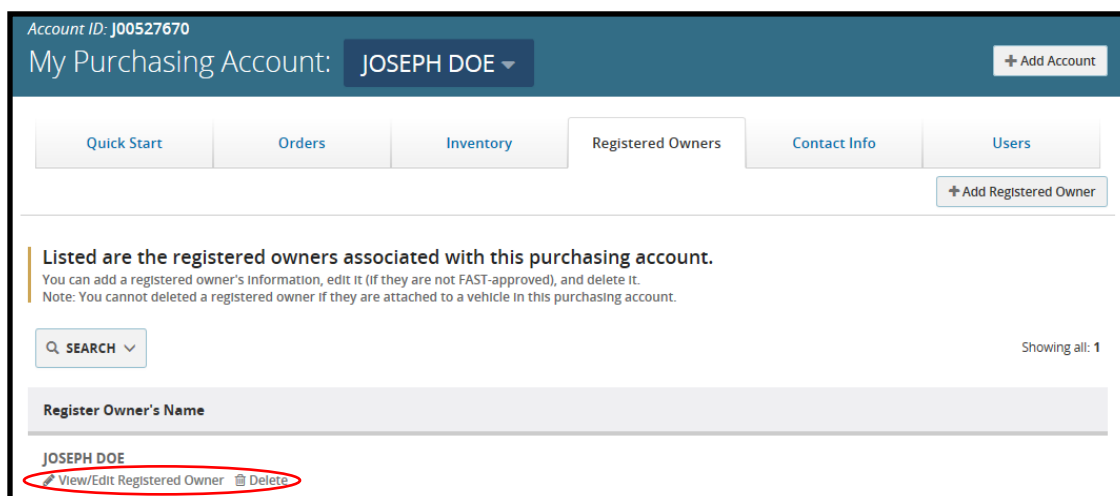 Account ID: J00527670
My Purchasing Account: JOSEPH DOE
+ Add Account
Quick Start Orders Inventory Registered Owners Contact Info Users
+ Add Registered Owner
Listed are the registered owners associated with this purchasing account.
You can add a registered owner's information, edit it (if they are not FAST-approved), and delete it.
Note: You cannot deleted a registered owner if they are attached to a vehicle in this purchasing account.
SEARCH
Showing all: 1
Register Owner's Name
JOSEPH DOE
View/Edit Registered Owner Delete